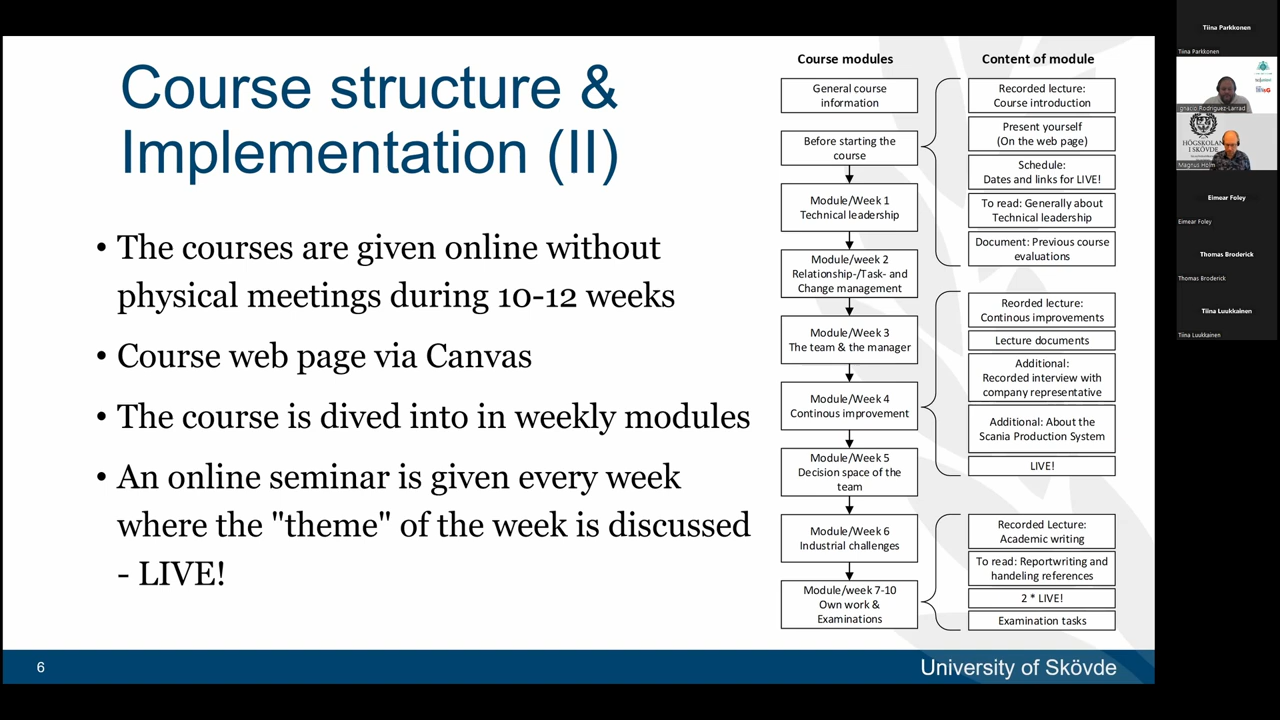 Course structure &
Implementation (II)
• The courses are given online without
physical meetings during 10-12 weeks
• Course web page via Canvas
• The course is dived into in weekly modules
• An online seminar is given every week
where the "theme" of the week is discussed
- LIVE!
Course modules
General course
information
Before starting the
course
Module/Week 1
Technical leadership
Module/week 2
Relationship-/Task- and
Change management
Module/Week 3
The team & the manager
Module/Week 4
Continous improvement
Module/Week 5
Decision space of the
team
Module/Week 6
Industrial challenges
Module/week 7-10
Own work &
Examinations
Content of module
Recorded lecture:
Course introduction
Present yourself
(On the web page)
Schedule:
Dates and links for LIVE!
To read: Generally about
Technical leadership
Document: Previous course
evaluations
Reorded lecture:
Continous improvements
Lecture documents
Additional:
Recorded interview with
company representative
Additional: About the
Scania Production System
LIVE!
Recorded Lecture:
Academic writing
To read: Reportwriting and
handeling references
2 * LIVE!
Examination tasks
6
University of Skövde
Tiina Parkkonen
Tiina Parkkonen
Ignacio Rodriguez-Larrad
HÖGSKOLAN
I SKÖVDE
Magnus Holm
Eimear Foley
Eimear Foley
Thomas Broderick
Thomas Broderick
Tiina Luukkainen
Tiina Luukkainen